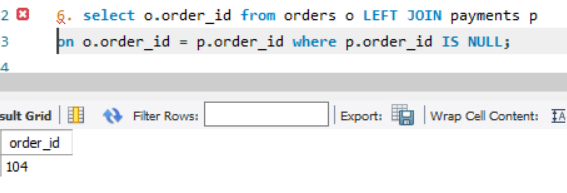 2 6. select o.order_id from orders o LEFT JOIN payments p
3 on o.order_id = p.order_id where p.order_id IS NULL;
4
sult Grid Filter Rows: Export: Wrap Cell Content: IA
order_id
104